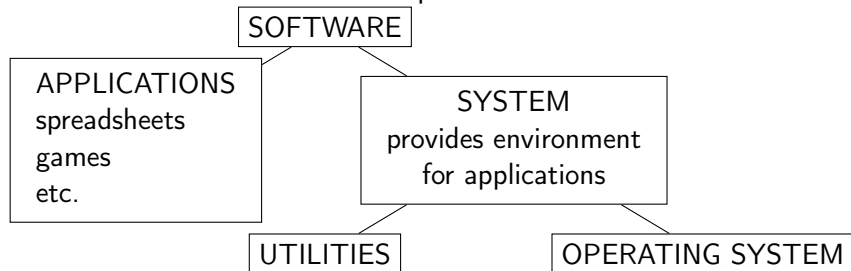 SOFTWARE
APPLICATIONS
spreadsheets
games
etc.
SYSTEM
provides environment
for applications
UTILITIES
OPERATING SYSTEM